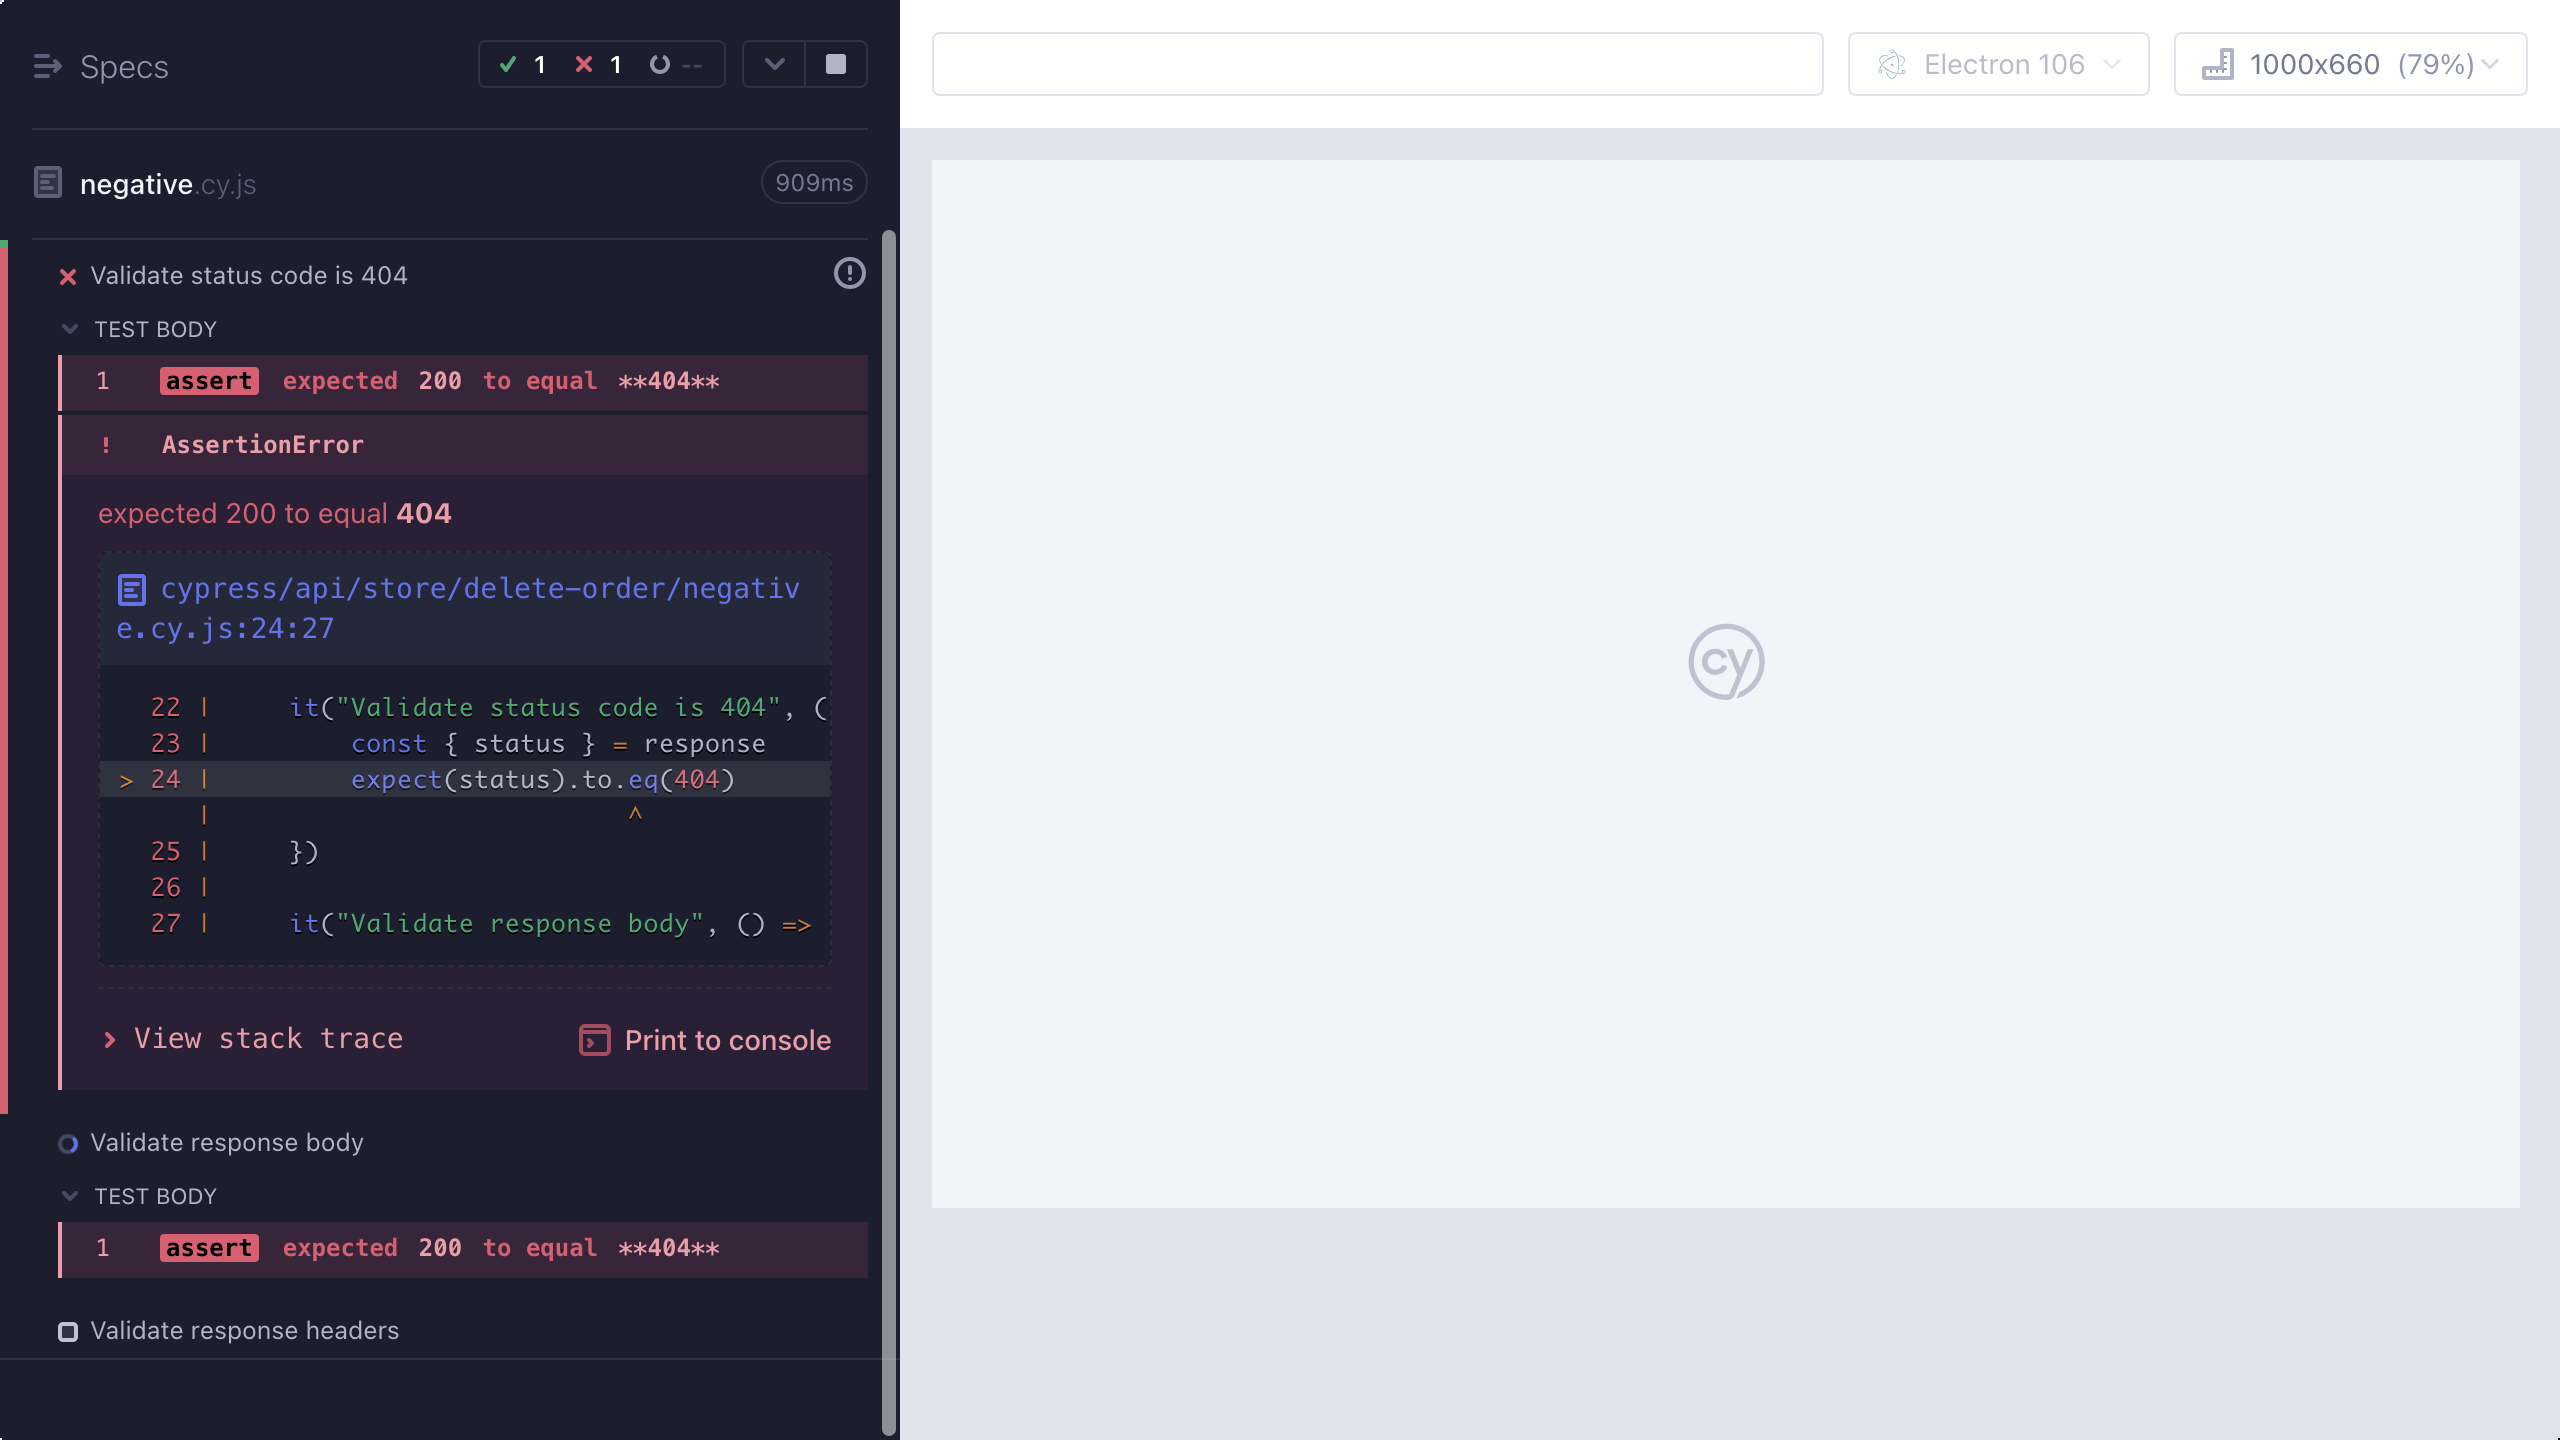 Specs
1 1 --
negative.cy.js
909ms
Validate status code is 404
TEST BODY
1 assert expected 200 to equal **404**
! AssertionError
expected 200 to equal 404
cypress/api/store/delete-order/negativ
e.cy.js:24:27
22 | it("Validate status code is 404", (
23 | const { status } = response
> 24 | expect(status).to.eq(404)
| ^
25 | })
26 |
27 | it("Validate response body", () =>
View stack trace
Print to console
Validate response body
TEST BODY
1 assert expected 200 to equal **404**
Validate response headers
Electron 106
1000x660 (79%)
cy